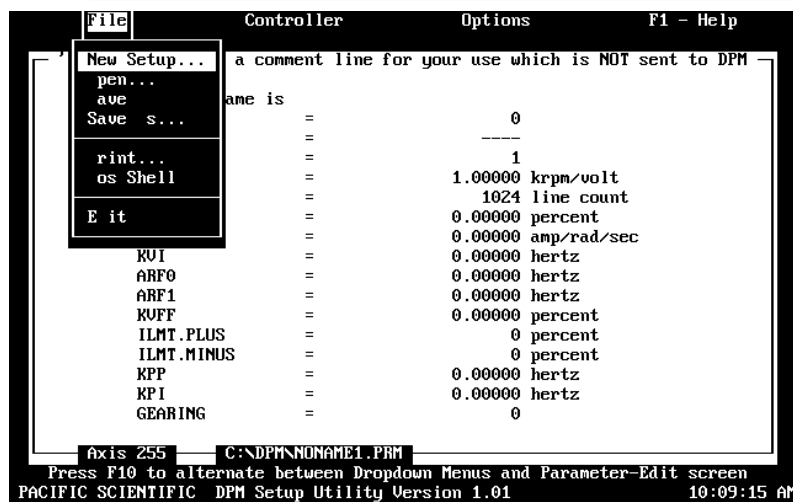 File Controller Options F1 - Help
New Setup... a comment line for your use which is NOT sent to DPM
pen...
ave ame is
Save s... = 0
= ----
rint... = 1
os Shell = 1.00000 krpm/volt
= 1024 line count
E it = 0.00000 percent
= 0.00000 amp/rad/sec
KVI = 0.00000 hertz
ARF0 = 0.00000 hertz
ARF1 = 0.00000 hertz
KVFF = 0.00000 percent
ILMT.PLUS = 0 percent
ILMT.MINUS = 0 percent
KPP = 0.00000 hertz
KPI = 0.00000 hertz
GEARING = 0
Axis 255 C:\DPM\NONAME1.PRM
Press F10 to alternate between Dropdown Menus and Parameter-Edit screen
PACIFIC SCIENTIFIC DPM Setup Utility Version 1.01 10:09:15 AM